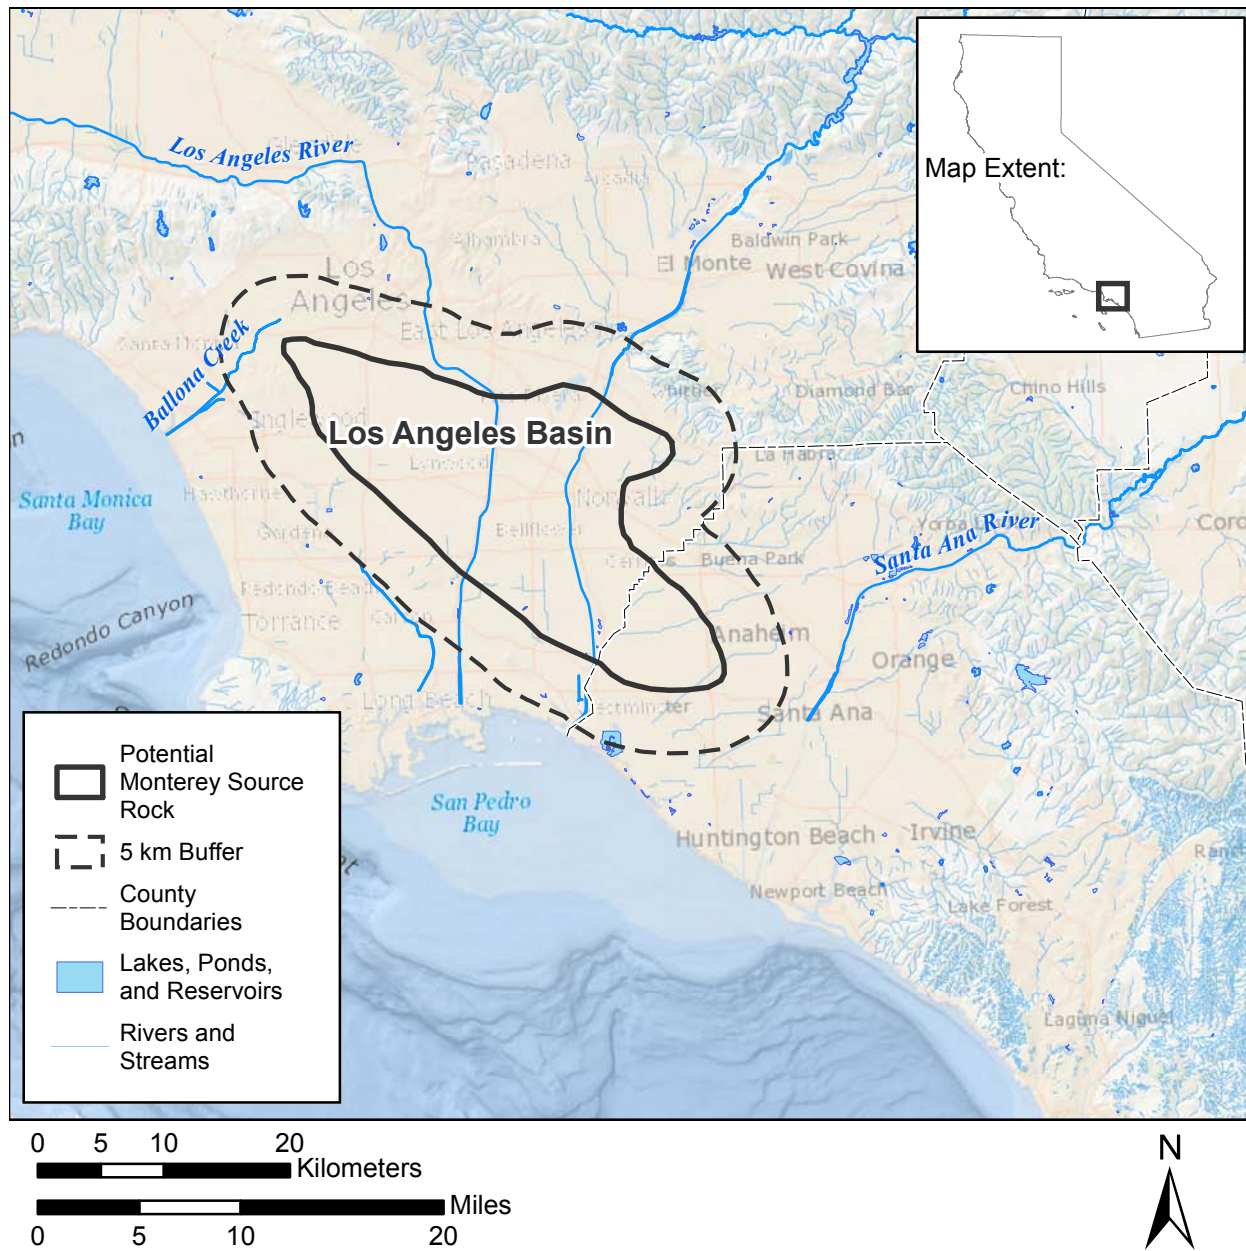 Map Extent:
Los Angeles River
Glendale
Pasadena
Arcadia
Alhambra
Baldwin Park
El Monte
West Covina
Los
Angeles
East Los Angeles
Ballona Creek
Whittier
Diamond Bar
Chino Hills
Inglewood
Los Angeles Basin
La Habra
Lynwood
Santa Monica
Bay
Hawthorne
Norwalk
Gardena
Bellflower
Santa Ana River
Cerritos
Buena Park
Redondo Beach
Redondo Canyon
Torrance
Carson
Anaheim
Orange
Long Beach
Westminster
Santa Ana
San Pedro
Bay
Huntington Beach
Irvine
Newport Beach
Lake Forest
Laguna Niguel
Potential
Monterey Source
Rock
5 km Buffer
County
Boundaries
Lakes, Ponds,
and Reservoirs
Rivers and
Streams
0 5 10 20
Kilometers
Miles
0 5 10 20
N